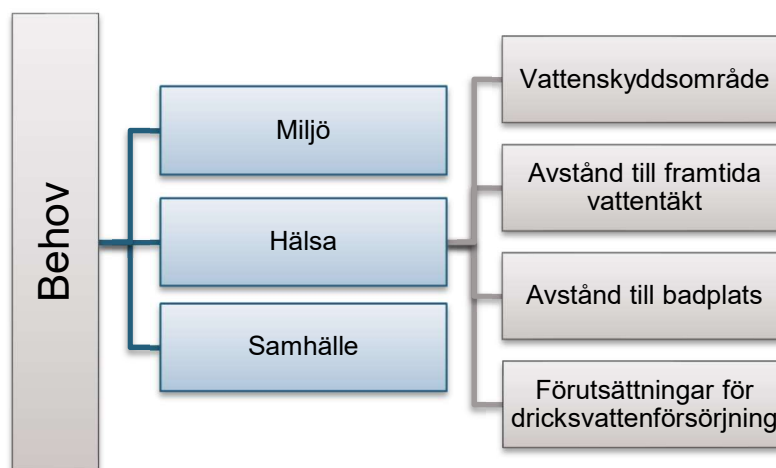 Behov
Miljö
Hälsa
Samhälle
Vattenskyddsområde
Avstånd till framtida
vattentäkt
Avstånd till badplats
Förutsättningar för
dricksvattenförsörjning